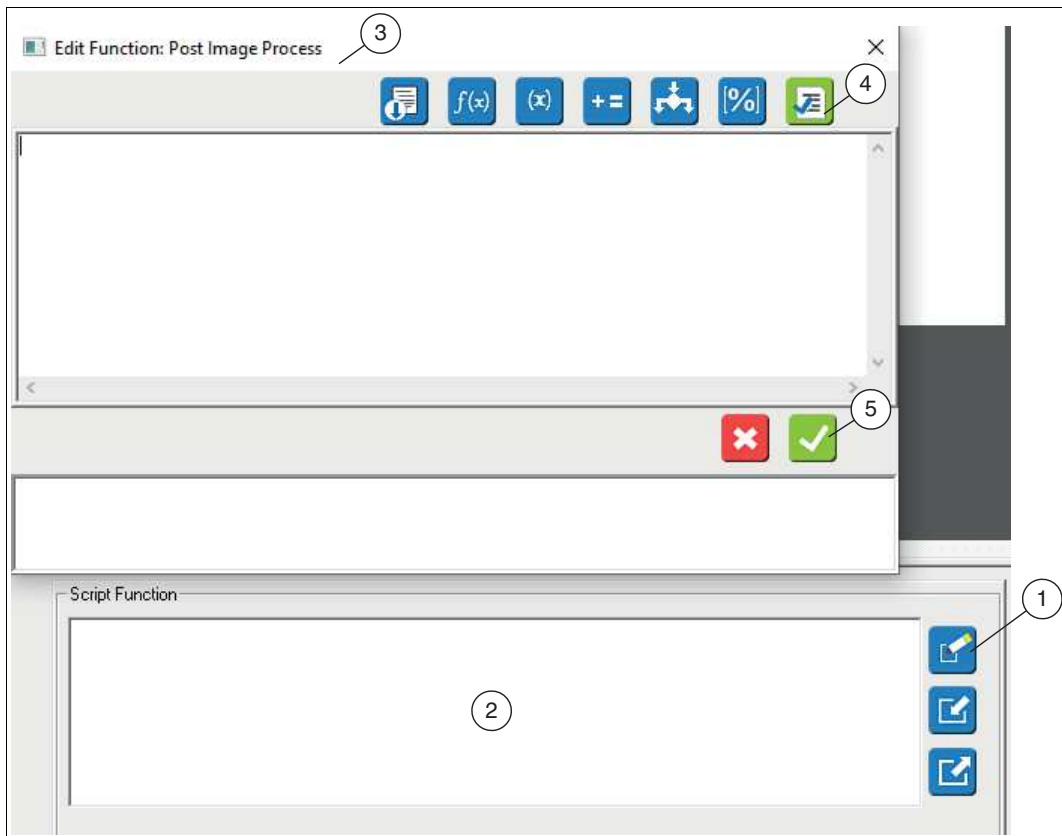 3
Edit Function: Post Image Process
4
f(x) (x) + = [%]
5
Script Function
1
2